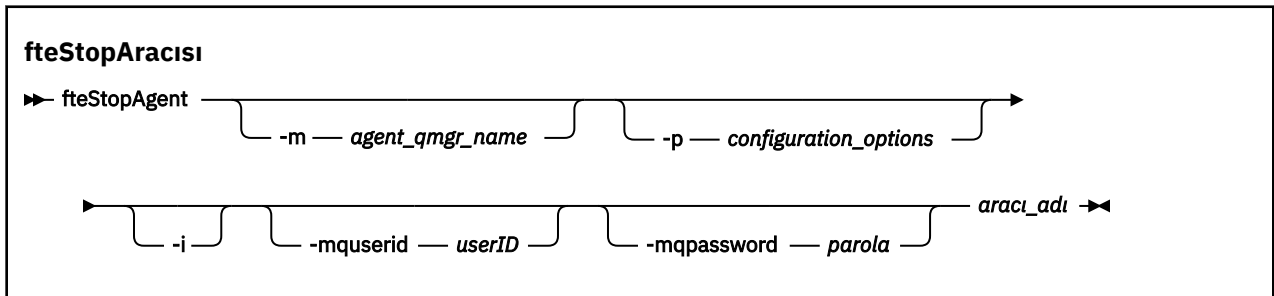 fteStopAracısı
fteStopAgent
-m agent_qmgr_name -p configuration_options
aracı_adı
-i -mquserid userID -mqpassword parola